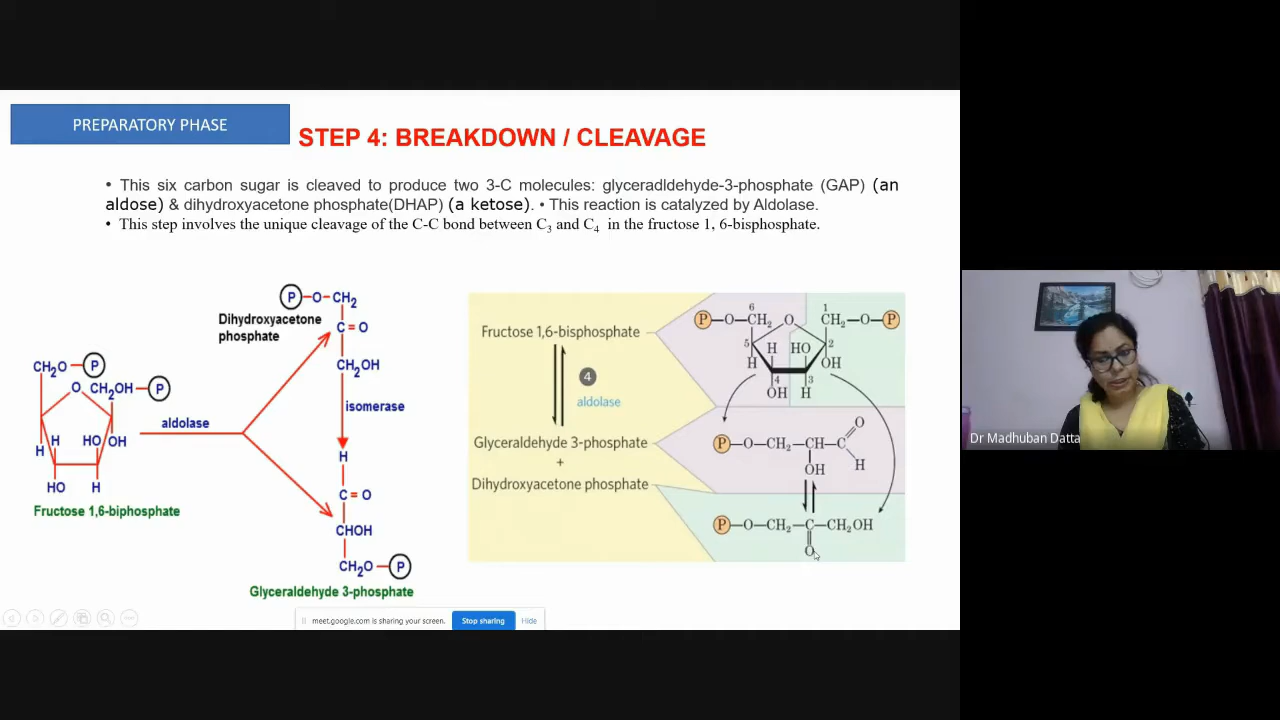 PREPARATORY PHASE
STEP 4: BREAKDOWN / CLEAVAGE
• This six carbon sugar is cleaved to produce two 3-C molecules: glyceradldehyde-3-phosphate (GAP) (an
aldose) & dihydroxyacetone phosphate(DHAP) (a ketose). • This reaction is catalyzed by Aldolase.
• This step involves the unique cleavage of the C-C bond between C3 and C4 in the fructose 1, 6-bisphosphate.
P–O–CH2
Dihydroxyacetone
phosphate
C=O
CH2OH
isomerase
CH2O–P
O
CH2OH–P
aldolase
H
HO
OH
H
HO
H
Fructose 1,6-biphosphate
H
C=O
CHOH
CH2O–P
Glyceraldehyde 3-phosphate
Fructose 1,6-bisphosphate
4
aldolase
Glyceraldehyde 3-phosphate
+
Dihydroxyacetone phosphate
6
1
P–O–CH2
O
CH2–O–P
5
H
HO
2
H
OH
4
3
OH
H
O
P–O–CH2–CH–C
H
OH
P–O–CH2–C–CH2OH
O
Dr Madhuban Datta
meet.google.com is sharing your screen.
Stop sharing
Hide